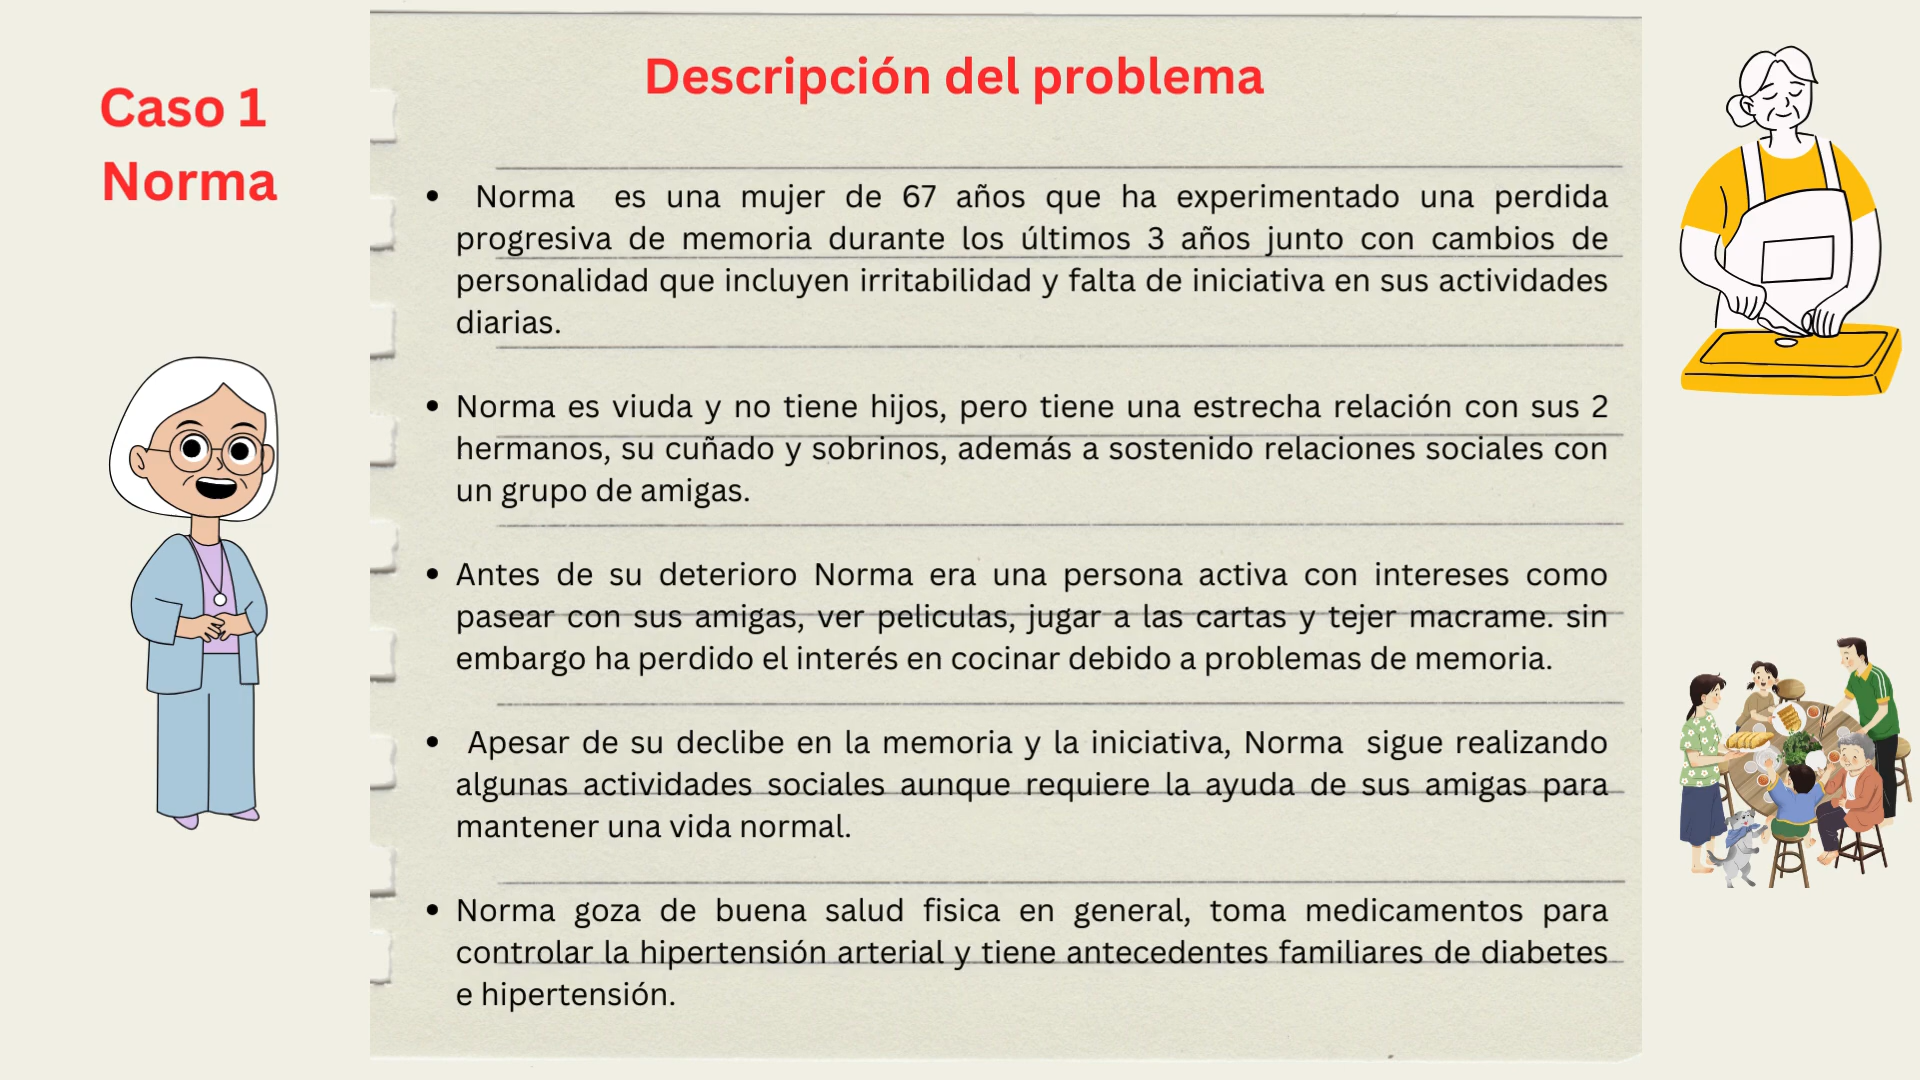 Caso 1
Norma
Descripción del problema
• Norma es una mujer de 67 años que ha experimentado una perdida
progresiva de memoria durante los últimos 3 años junto con cambios de
personalidad que incluyen irritabilidad y falta de iniciativa en sus actividades
diarias.
• Norma es viuda y no tiene hijos, pero tiene una estrecha relación con sus 2
hermanos, su cuñado y sobrinos, además a sostenido relaciones sociales con
un grupo de amigas.
• Antes de su deterioro Norma era una persona activa con intereses como
pasear con sus amigas, ver peliculas, jugar a las cartas y tejer macrame. sin
embargo ha perdido el interés en cocinar debido a problemas de memoria.
• Apesar de su declibe en la memoria y la iniciativa, Norma sigue realizando
algunas actividades sociales aunque requiere la ayuda de sus amigas para
mantener una vida normal.
• Norma goza de buena salud fisica en general, toma medicamentos para
controlar la hipertensión arterial y tiene antecedentes familiares de diabetes
e hipertensión.